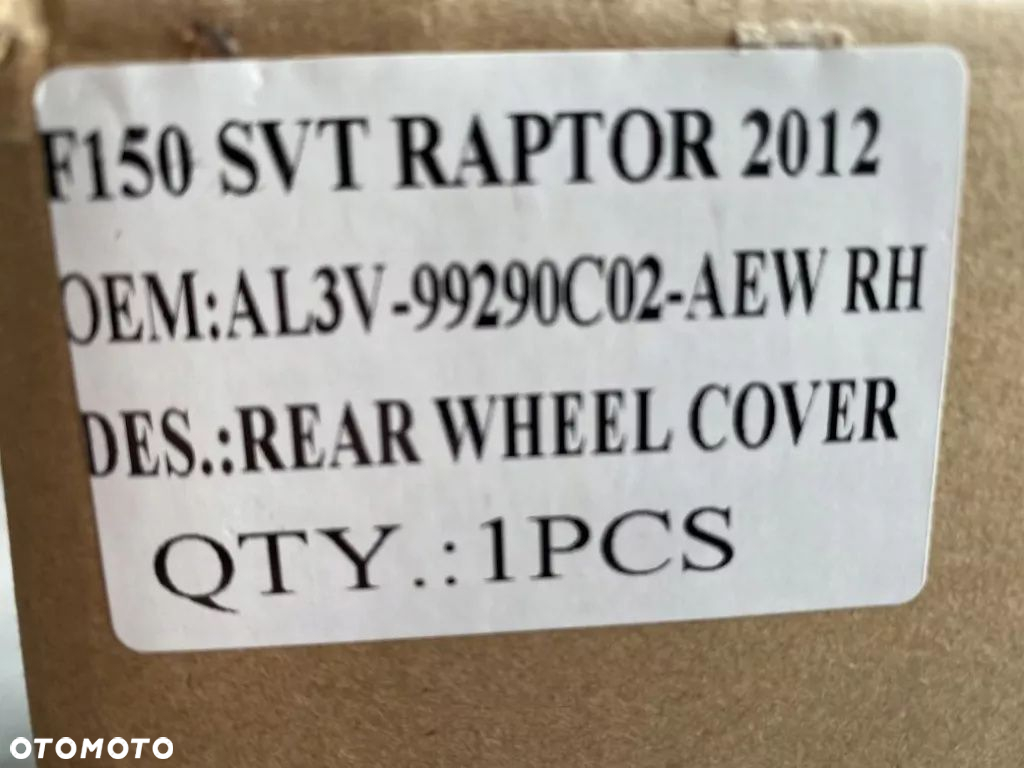 F150 SVT RAPTOR 2012
OEM:AL3V-99290C02-AEW RH
DES.:REAR WHEEL COVER
QTY.:1PCS
OTOMOTO